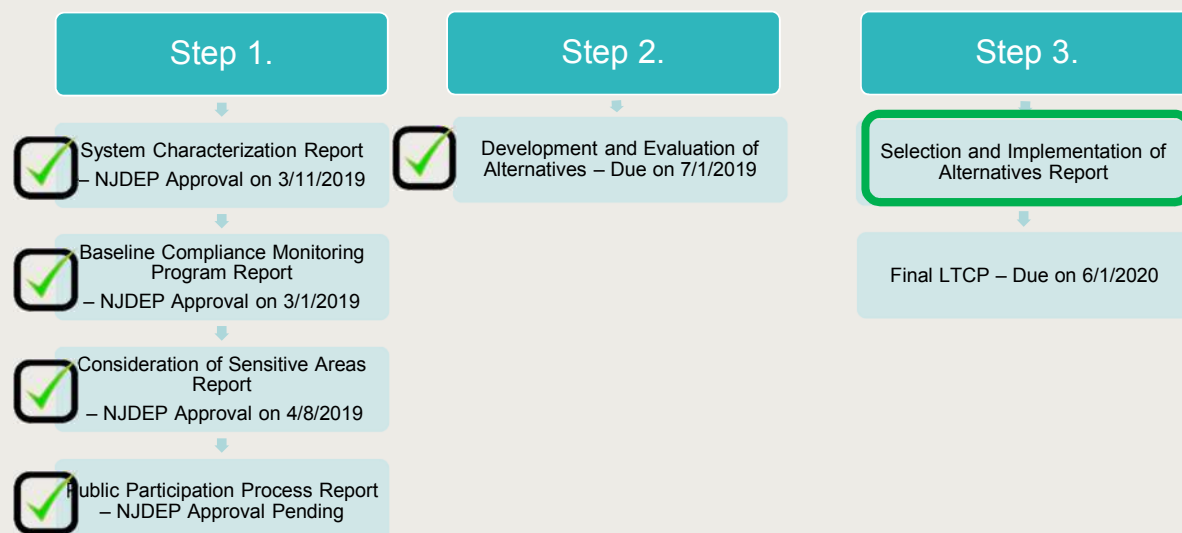 Step 1.
System Characterization Report
– NJDEP Approval on 3/11/2019
Baseline Compliance Monitoring
Program Report
– NJDEP Approval on 3/1/2019
Consideration of Sensitive Areas
Report
– NJDEP Approval on 4/8/2019
Public Participation Process Report
– NJDEP Approval Pending
Step 2.
Development and Evaluation of
Alternatives – Due on 7/1/2019
Step 3.
Selection and Implementation of
Alternatives Report
Final LTCP – Due on 6/1/2020